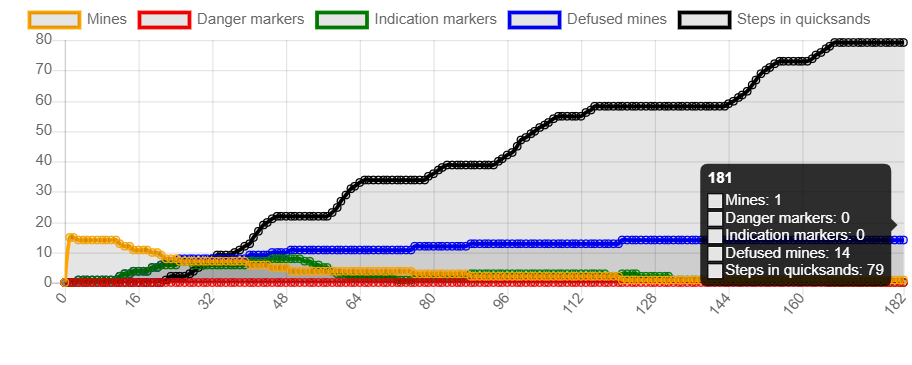 Mines Danger markers Indication markers Defused mines Steps in quicksands
80
70
60
50
40
30
20
10
0
181
Mines: 1
Danger markers: 0
Indication markers: 0
Defused mines: 14
Steps in quicksands: 79
0 16 32 48 64 80 96 112 128 144 160 182